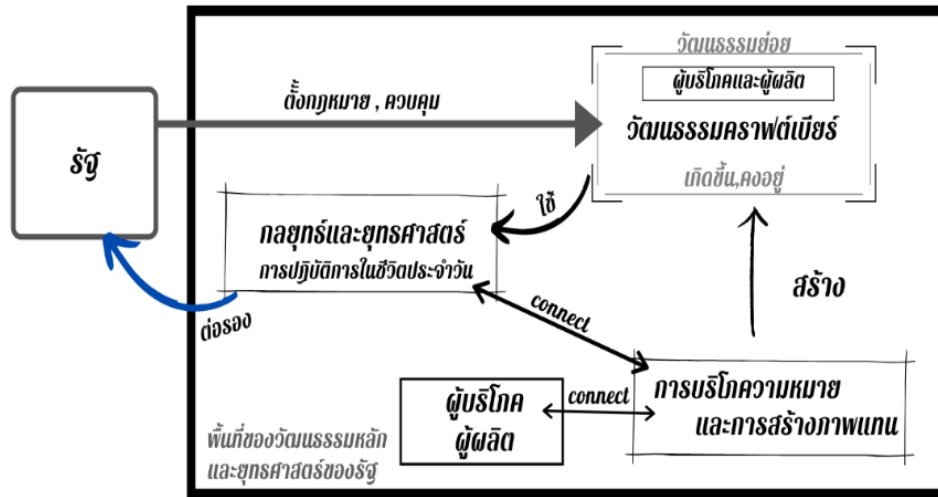 วัฒนธรรมย่อย
ผู้บริโภคและผู้ผลิต
วัฒนธรรมคราฟต์เบียร์
เกิดขึ้น,คงอยู่
ตั้งกฎหมาย , ควบคุม
รัฐ
ใช้
กลยุทธ์และยุทธศาสตร์
การปฏิบัติการในชีวิตประจำวัน
ต่อรอง
connect
สร้าง
การบริโภคความหมาย
และการสร้างภาพแทน
connect
ผู้บริโภค
ผู้ผลิต
พื้นที่ของวัฒนธรรมหลัก
และยุทธศาสตร์ของรัฐ